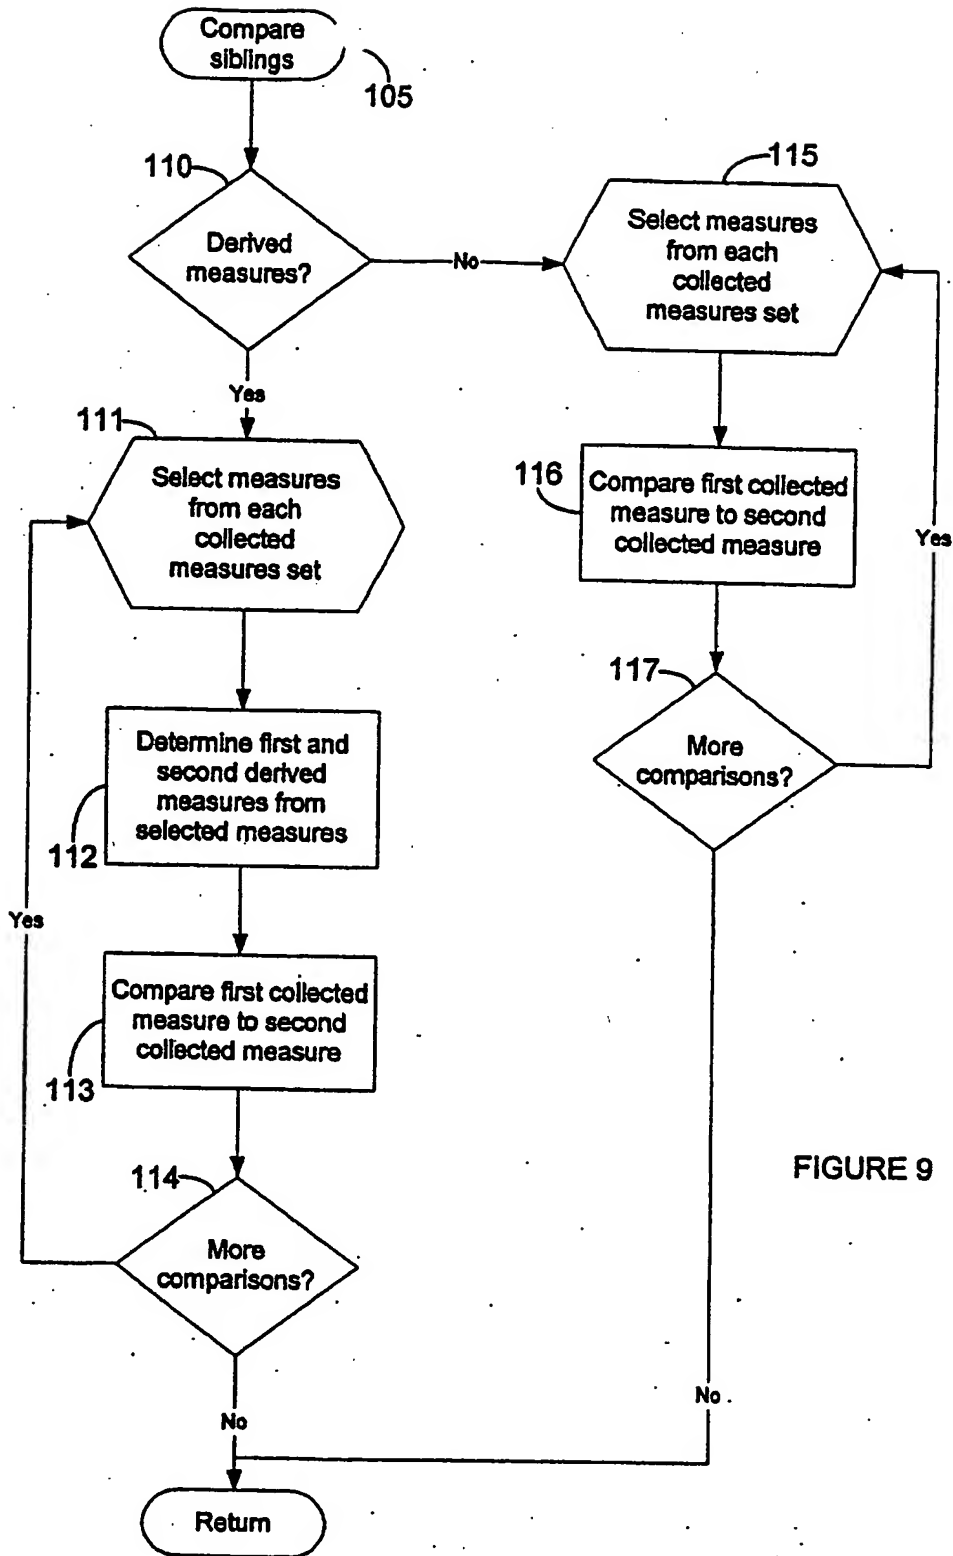 Compare
siblings
105
110
Derived
measures?
No
Yes
115
Select measures
from each
collected
measures set
116
Compare first collected
measure to second
collected measure
117
More
comparisons?
Yes
No
111
Select measures
from each
collected
measures set
112
Determine first and
second derived
measures from
selected measures
113
Compare first collected
measure to second
collected measure
114
More
comparisons?
Yes
No
Return
FIGURE 9